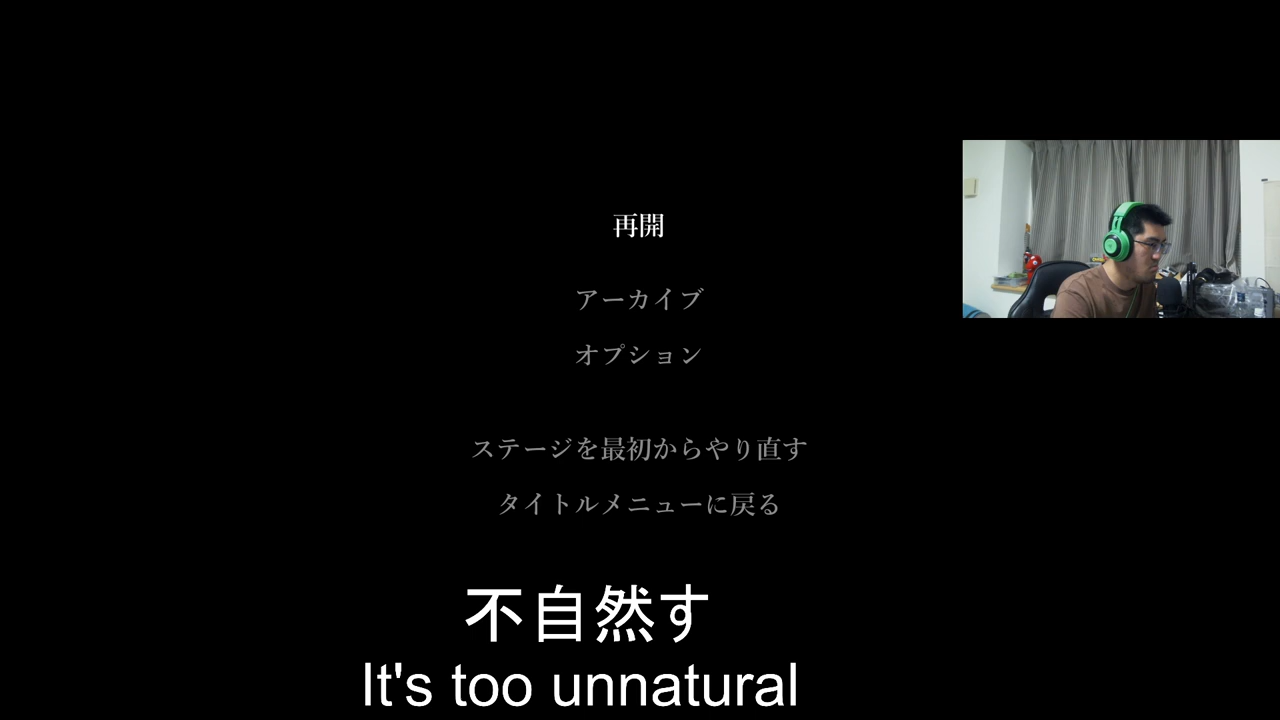 再開
アーカイブ
オプション
ステージを最初からやり直す
タイトルメニューに戻る
不自然す
It's too unnatural